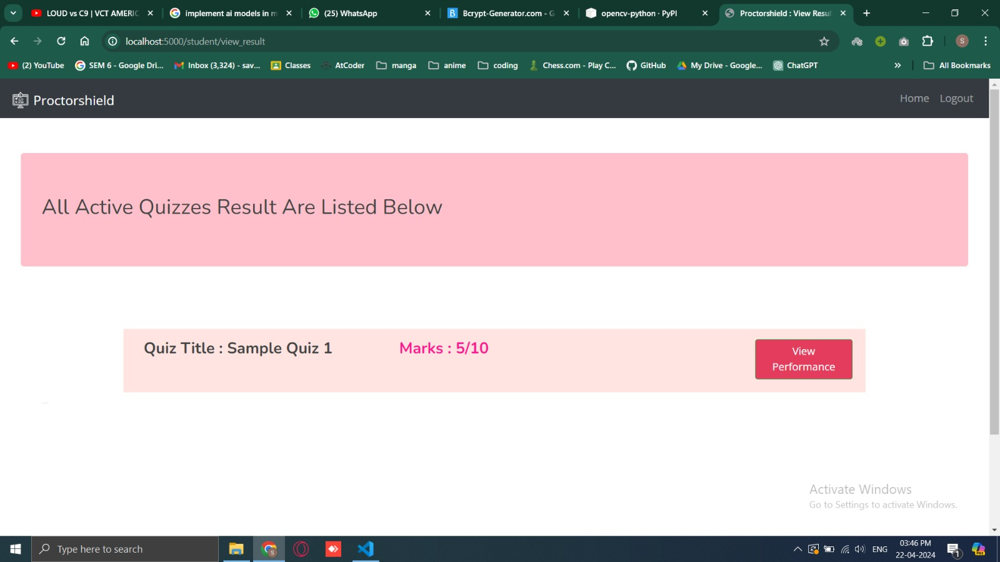 LOUD vs C9 | VCT AMERIC
implement ai models in m
(25) WhatsApp
Bcrypt-Generator.com - G
opencv-python · PyPI
Proctorshield : View Resul
localhost:5000/student/view_result
S
(2) YouTube
SEM 6 - Google Dri...
Inbox (3,324) - sav...
Classes
AtCoder
manga
anime
coding
Chess.com - Play C...
GitHub
My Drive - Google...
ChatGPT
»
All Bookmarks
Proctorshield
Home
Logout
All Active Quizzes Result Are Listed Below
Quiz Title : Sample Quiz 1
Marks : 5/10
View
Performance
Activate Windows
Go to Settings to activate Windows.
Type here to search
ENG
03:46 PM
22-04-2024
1